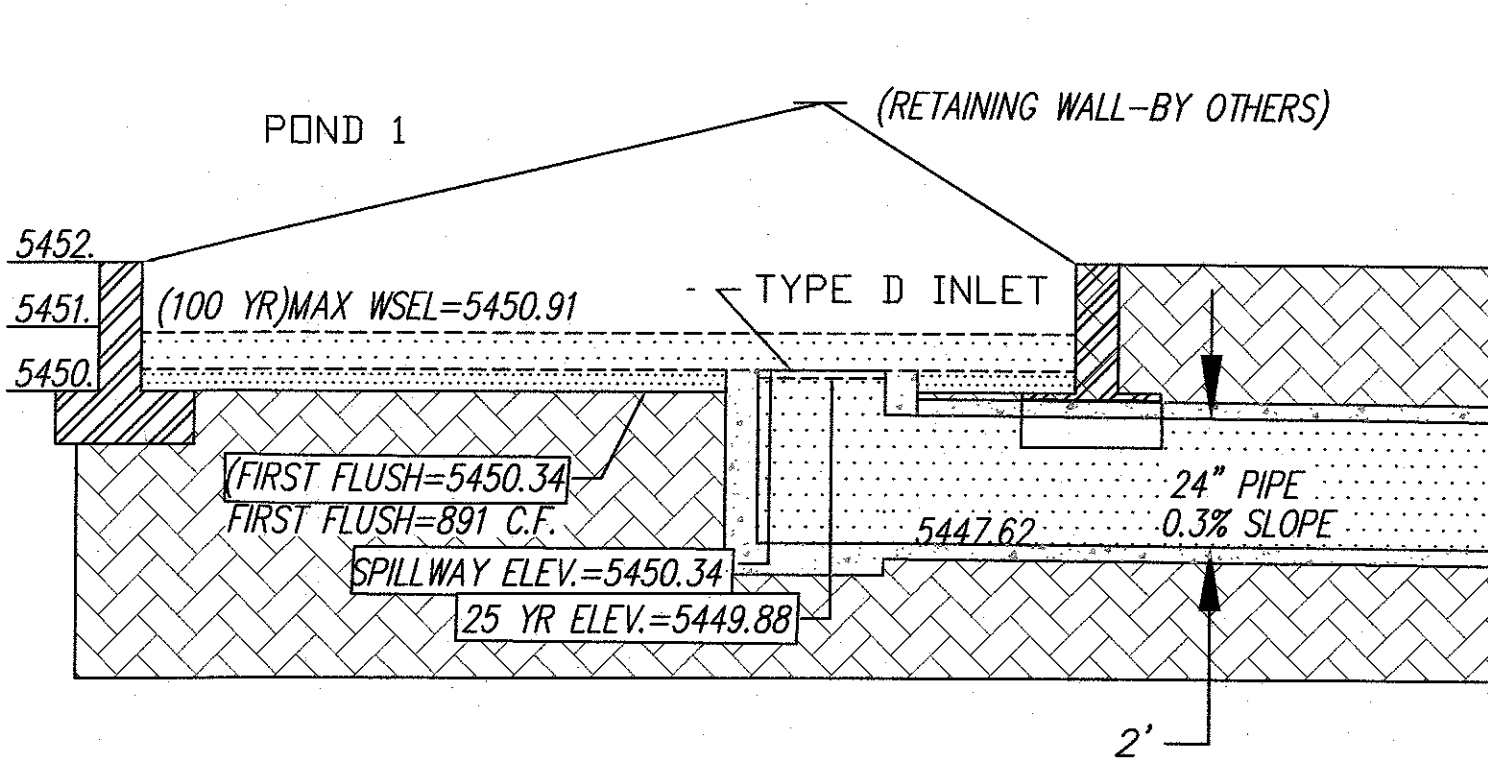 POND 1
(RETAINING WALL-BY OTHERS)
5452.
5451.
5450.
(100 YR)MAX WSEL=5450.91
TYPE D INLET
(FIRST FLUSH=5450.34
FIRST FLUSH=891 C.F.
SPILLWAY ELEV.=5450.34
25 YR ELEV.=5449.88
5447.62
24" PIPE
0.3% SLOPE
2'